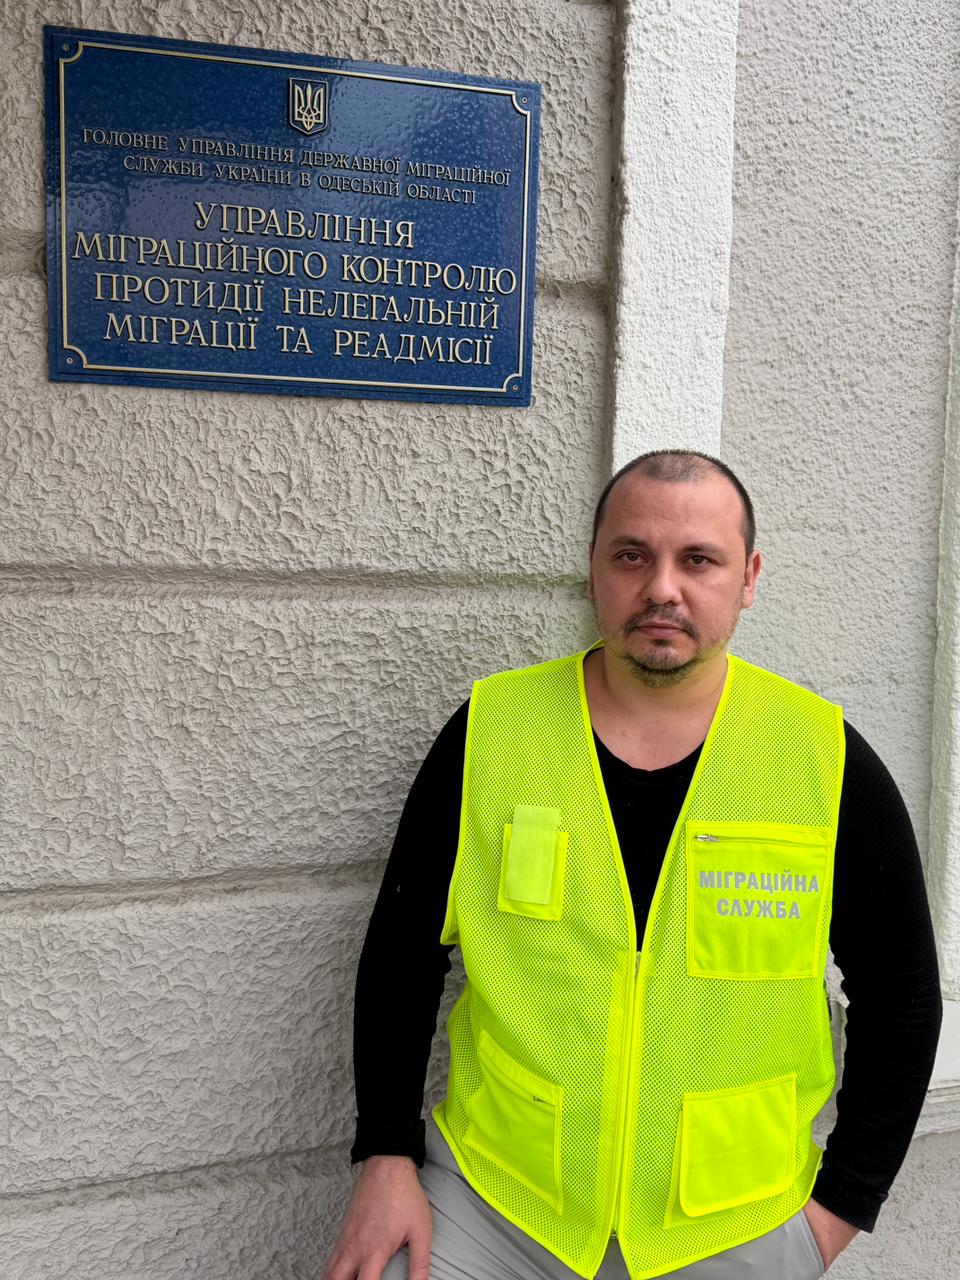 ГОЛОВНЕ УПРАВЛІННЯ ДЕРЖАВНОЇ МІГРАЦІЙНОЇ
СЛУЖБИ УКРАЇНИ В ОДЕСЬКІЙ ОБЛАСТІ
УПРАВЛІННЯ
МІГРАЦІЙНОГО КОНТРОЛЮ
ПРОТИДІЇ НЕЛЕГАЛЬНІЙ
МІГРАЦІЇ ТА РЕАДМІСІЇ
МІГРАЦІЙНА
СЛУЖБА